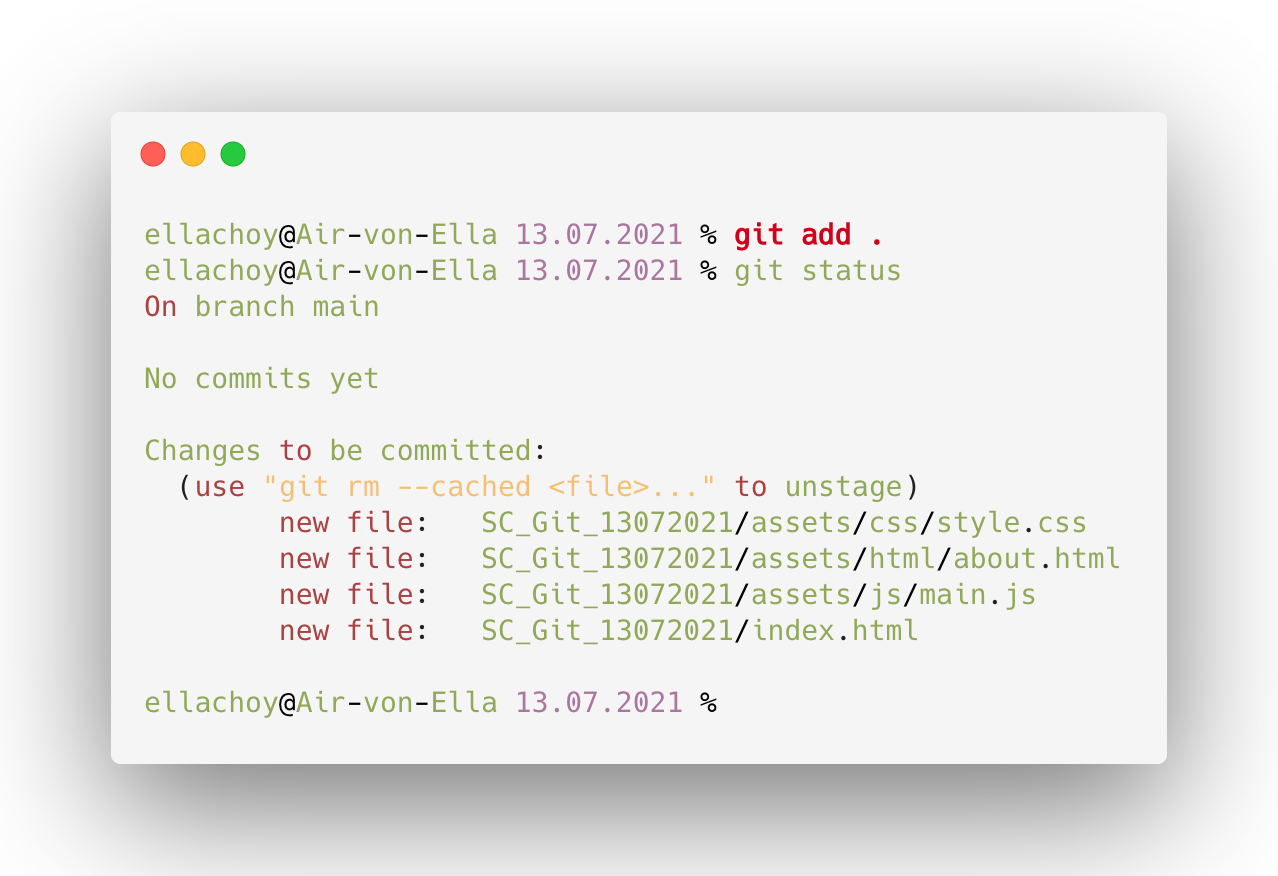 ellachoy@Air-von-Ella 13.07.2021 % git add .
ellachoy@Air-von-Ella 13.07.2021 % git status
On branch main
No commits yet
Changes to be committed:
(use "git rm --cached <file>..." to unstage)
new file: SC_Git_13072021/assets/css/style.css
new file: SC_Git_13072021/assets/html/about.html
new file: SC_Git_13072021/assets/js/main.js
new file: SC_Git_13072021/index.html
ellachoy@Air-von-Ella 13.07.2021 %